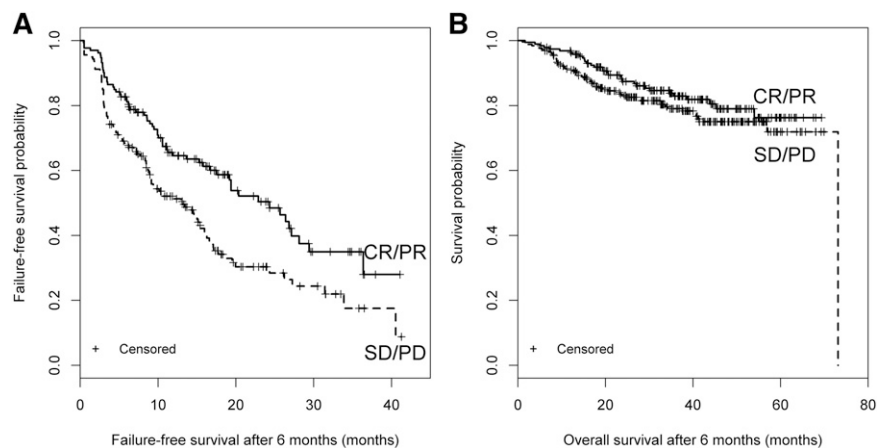 A
Failure-free survival probability
1.0
0.8
0.6
0.4
0.2
0.0
CR/PR
SD/PD
+ Censored
0 10 20 30 40
Failure-free survival after 6 months (months)
B
Survival probability
1.0
0.8
0.6
0.4
0.2
0.0
CR/PR
SD/PD
+ Censored
0 20 40 60 80
Overall survival after 6 months (months)